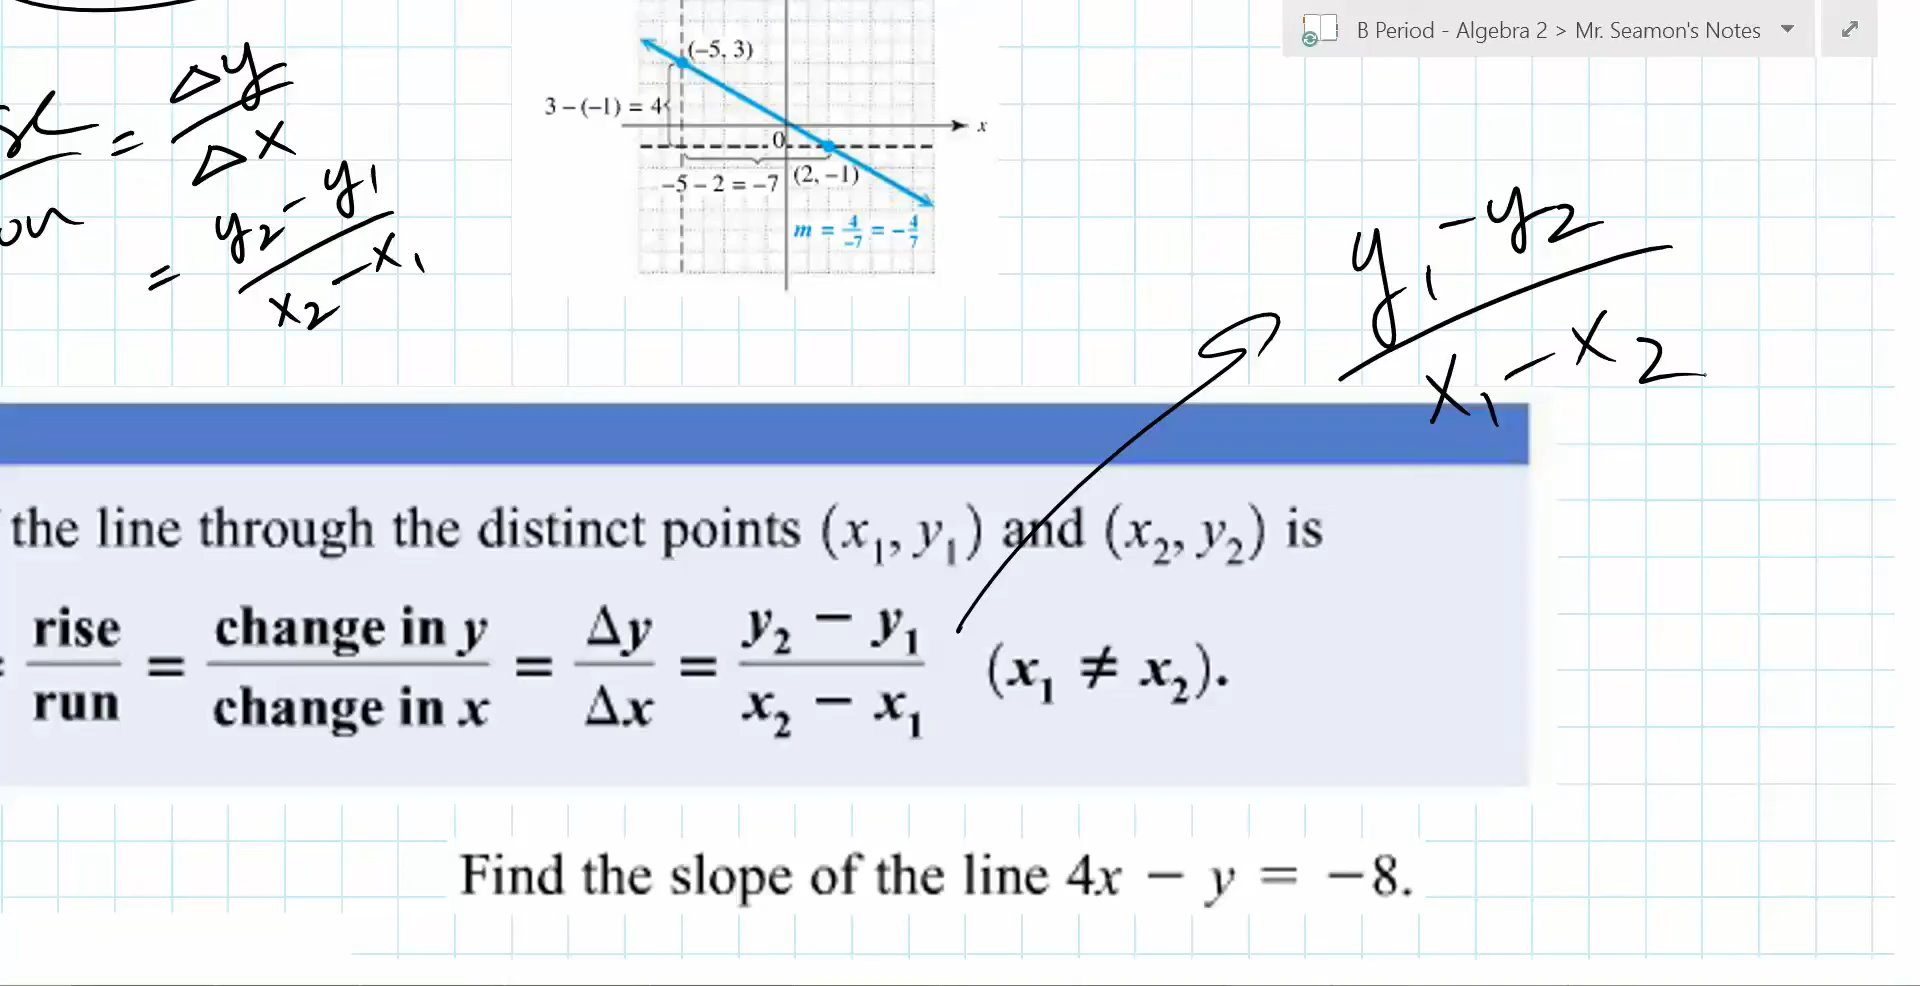 B Period - Algebra 2 > Mr. Seamon's Notes
= Δy / Δx
= y₂ - y₁ / x₂ - x₁
(−5, 3)
3 − (−1) = 4
x
0
−5 − 2 = −7
(2, −1)
m = 4/−7 = −4/7
y₁ - y₂ / x₁ - x₂
the line through the distinct points (x₁, y₁) and (x₂, y₂) is
rise / run = change in y / change in x = Δy / Δx = y₂ − y₁ / x₂ − x₁ (x₁ ≠ x₂).
Find the slope of the line 4x − y = −8.